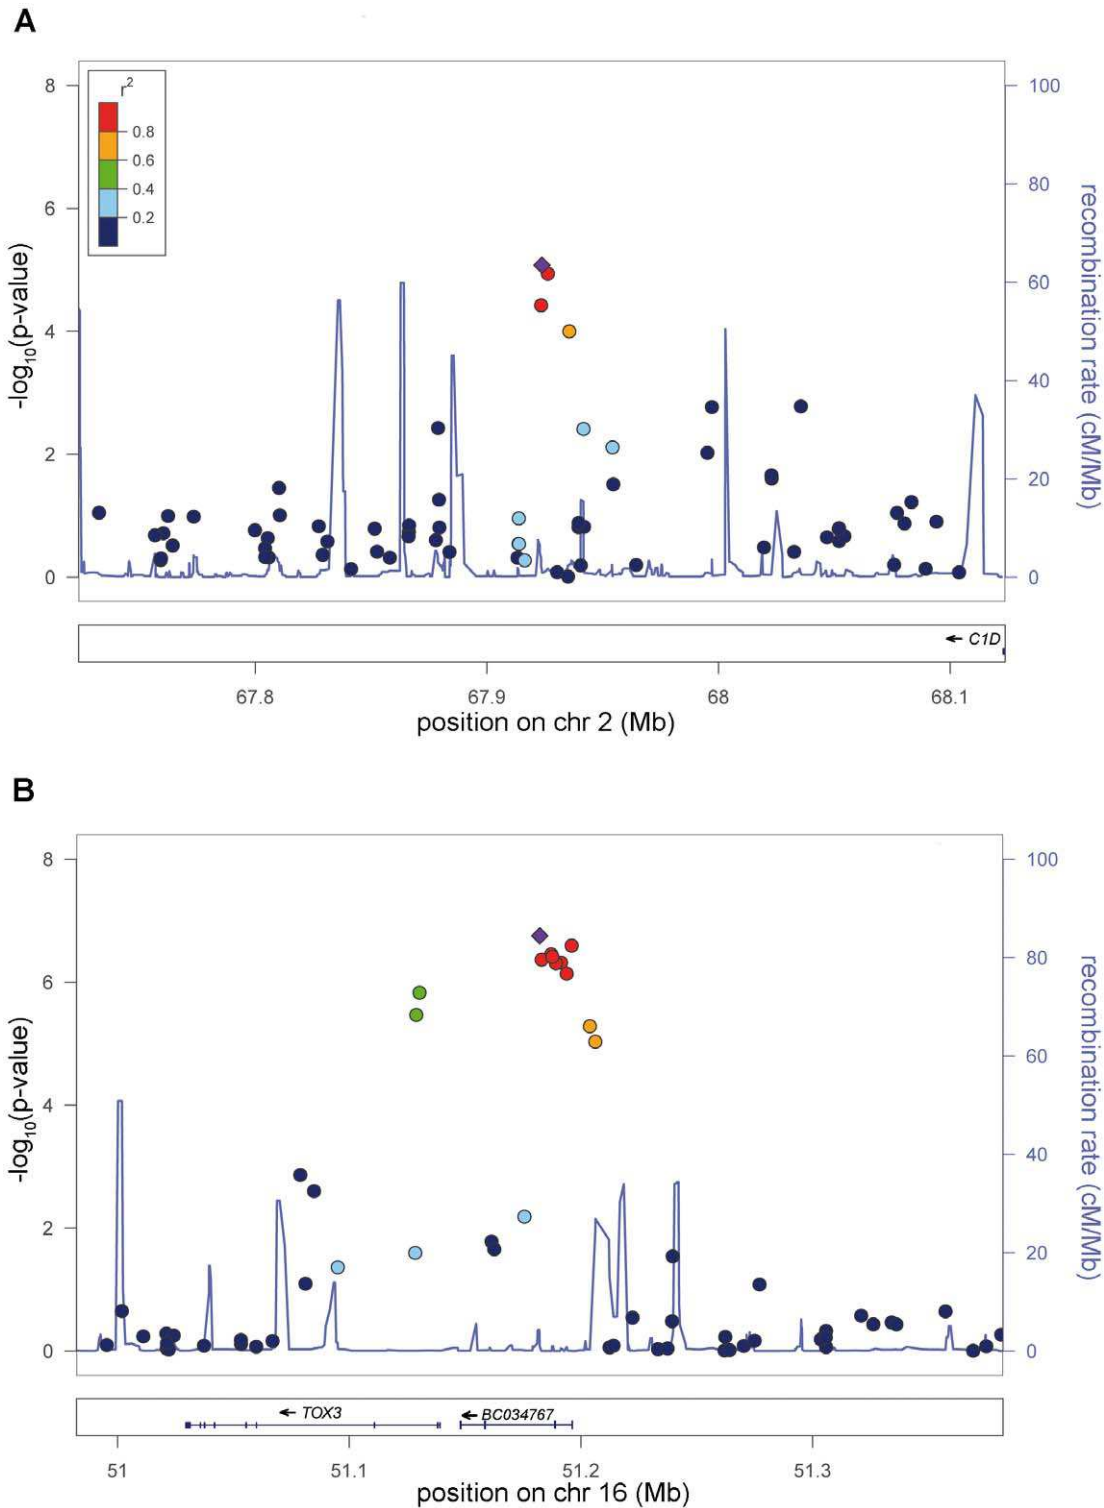 A
r2
0.8
0.6
0.4
0.2
8
6
4
2
0
-log10(p-value)
100
80
60
40
20
0
recombination rate (cM/Mb)
← C1D
67.8 67.9 68 68.1
position on chr 2 (Mb)
B
8
6
4
2
0
-log10(p-value)
100
80
60
40
20
0
recombination rate (cM/Mb)
← TOX3 ← BC034767
51 51.1 51.2 51.3
position on chr 16 (Mb)